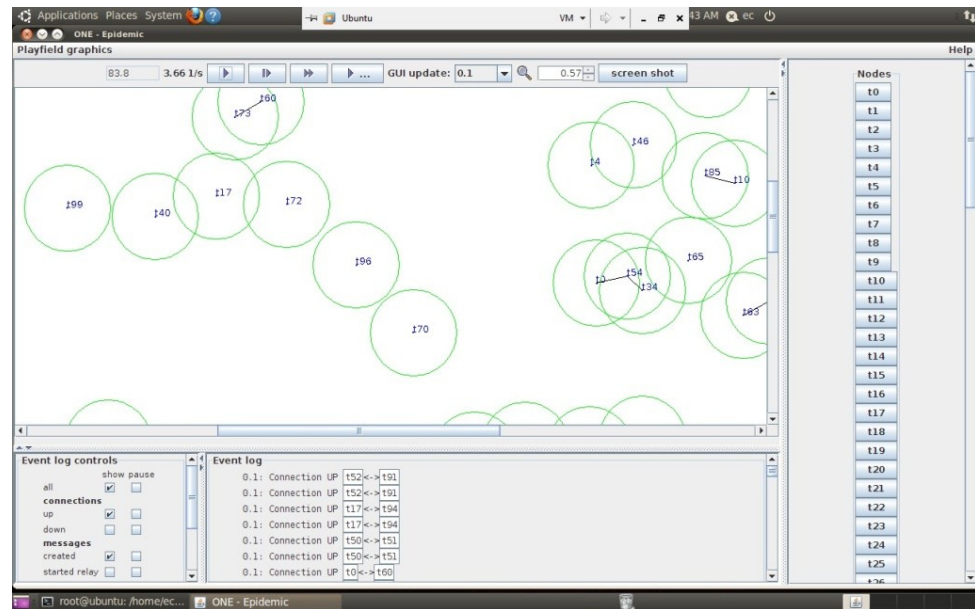 Applications Places System Ubuntu VM 43 AM ec
ONE - Epidemic
Playfield graphics Help
83.8 3.66 1/s ... GUI update: 0.1 0.57 screen shot
Nodes
t0
t1
t2
t3
t4
t5
t6
t7
t8
t9
t10
t11
t12
t13
t14
t15
t16
t17
t18
t19
t20
t21
t22
t23
t24
t25
t26
t60
t73
t46
t4
t85
t10
t17
t72
t99
t40
t65
t96
t54
t0
t34
t63
t70
Event log controls
show pause
all
connections
up
down
messages
created
started relay
Event log
0.1: Connection UP t52<->t91
0.1: Connection UP t52<->t91
0.1: Connection UP t17<->t94
0.1: Connection UP t17<->t94
0.1: Connection UP t50<->t51
0.1: Connection UP t50<->t51
0.1: Connection UP t0<->t60
root@ubuntu: /home/ec... ONE - Epidemic